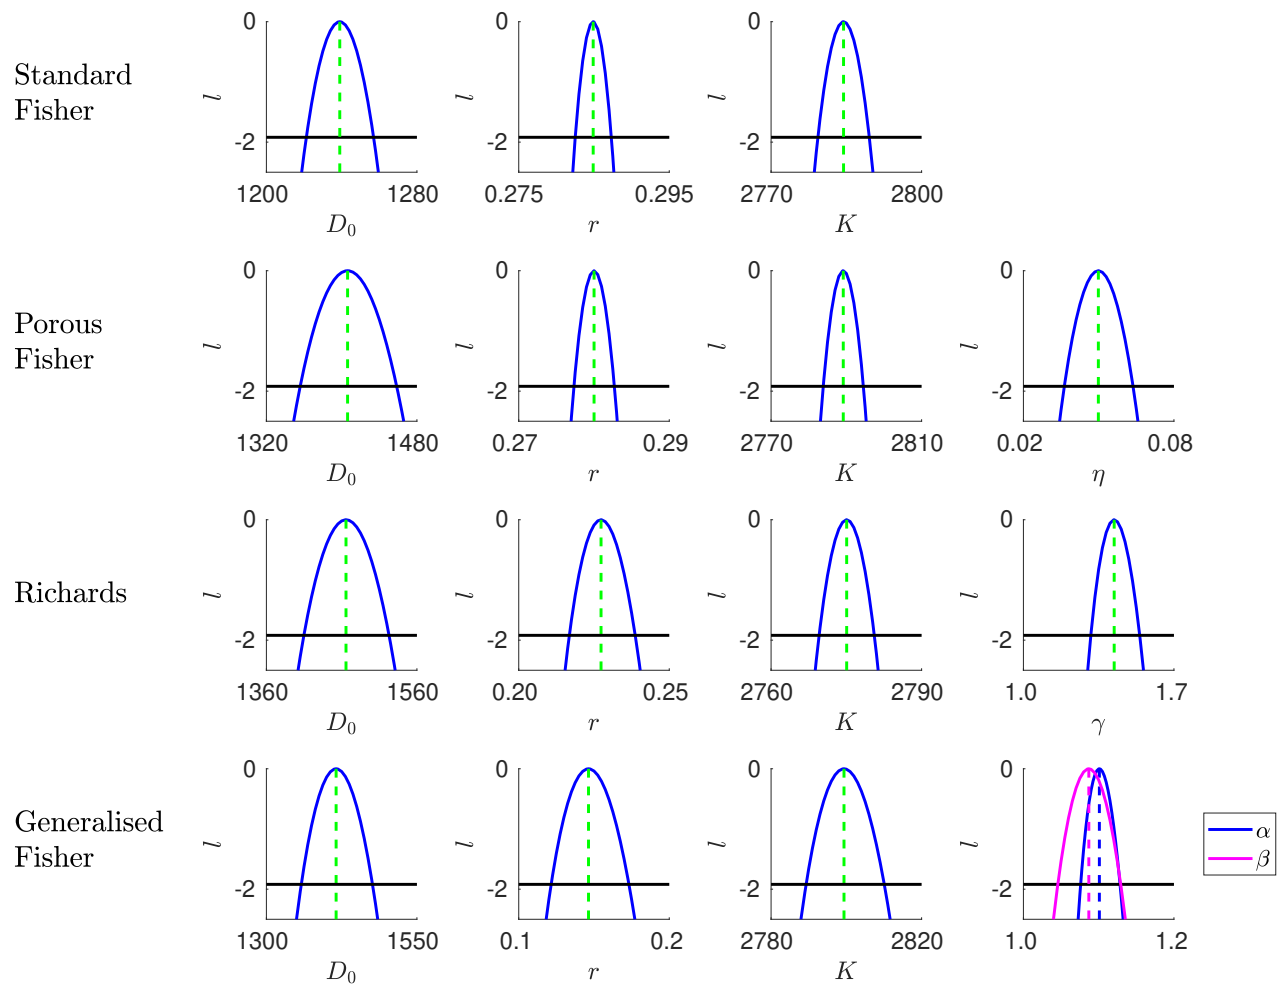 Standard
Fisher
0
-2
l
1200
1280
D₀
0
-2
l
0.275
0.295
r
0
-2
l
2770
2800
K
Porous
Fisher
0
-2
l
1320
1480
D₀
0
-2
l
0.27
0.29
r
0
-2
l
2770
2810
K
0
-2
l
0.02
0.08
η
Richards
0
-2
l
1360
1560
D₀
0
-2
l
0.20
0.25
r
0
-2
l
2760
2790
K
0
-2
l
1.0
1.7
γ
Generalised
Fisher
0
-2
l
1300
1550
D₀
0
-2
l
0.1
0.2
r
0
-2
l
2780
2820
K
0
-2
l
1.0
1.2
α
β